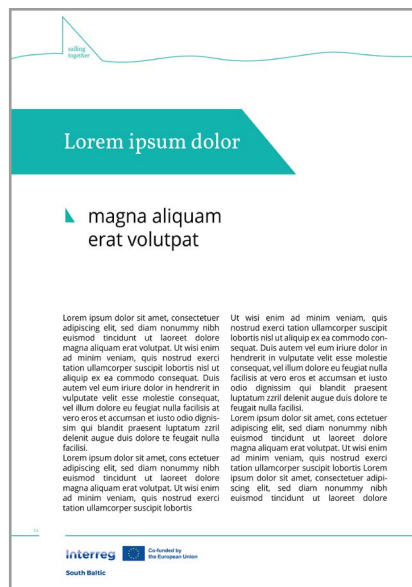 sailing
together
Lorem ipsum dolor
magna aliquam
erat volutpat
Lorem ipsum dolor sit amet, consectetuer
adipiscing elit, sed diam nonummy nibh
euismod tincidunt ut laoreet dolore
magna aliquam erat volutpat. Ut wisi enim
ad minim veniam, quis nostrud exerci
tation ullamcorper suscipit lobortis nisl ut
aliquip ex ea commodo consequat. Duis
autem vel eum iriure dolor in hendrerit in
vulputate velit esse molestie consequat,
vel illum dolore eu feugiat nulla facilisis at
vero eros et accumsan et iusto odio dignis-
sim qui blandit praesent luptatum zzril
delenit augue duis dolore te feugait nulla
facilisi.
Lorem ipsum dolor sit amet, cons ectetuer
adipiscing elit, sed diam nonummy nibh
euismod tincidunt ut laoreet dolore
magna aliquam erat volutpat. Ut wisi enim
ad minim veniam, quis nostrud exerci
tation ullamcorper suscipit lobortis
Ut wisi enim ad minim veniam, quis
nostrud exerci tation ullamcorper suscipit
lobortis nisl ut aliquip ex ea commodo con-
sequat. Duis autem vel eum iriure dolor in
hendrerit in vulputate velit esse molestie
consequat, vel illum dolore eu feugiat nulla
facilisis at vero eros et accumsan et iusto
odio dignissim qui blandit praesent
luptatum zzril delenit augue duis dolore te
feugait nulla facilisi.
Lorem ipsum dolor sit amet, cons ectetuer
adipiscing elit, sed diam nonummy nibh
euismod tincidunt ut laoreet dolore
magna aliquam erat volutpat. Ut wisi enim
ad minim veniam, quis nostrud exerci
tation ullamcorper suscipit lobortis Lorem
ipsum dolor sit amet, consectetuer adipi-
scing elit, sed diam nonummy nibh
euismod tincidunt ut laoreet dolore
Interreg
Co-funded by
the European Union
South Baltic